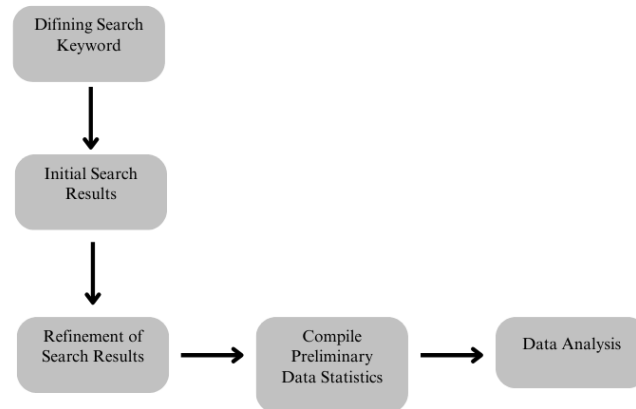 Difining Search
Keyword
Initial Search
Results
Refinement of
Search Results
Compile
Preliminary
Data Statistics
Data Analysis